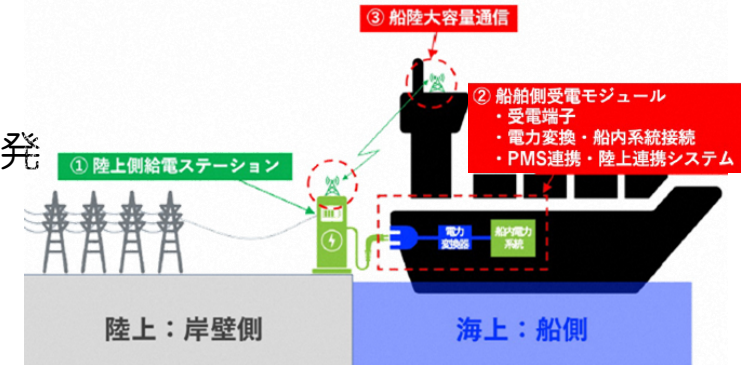 ③ 船陸大容量通信
② 船舶側受電モジュール
・受電端子
・電力変換・船内系統接続
・PMS連携・陸上連携システム
発
① 陸上側給電ステーション
電力
変換器
船内電力
系統
陸上：岸壁側
海上：船側